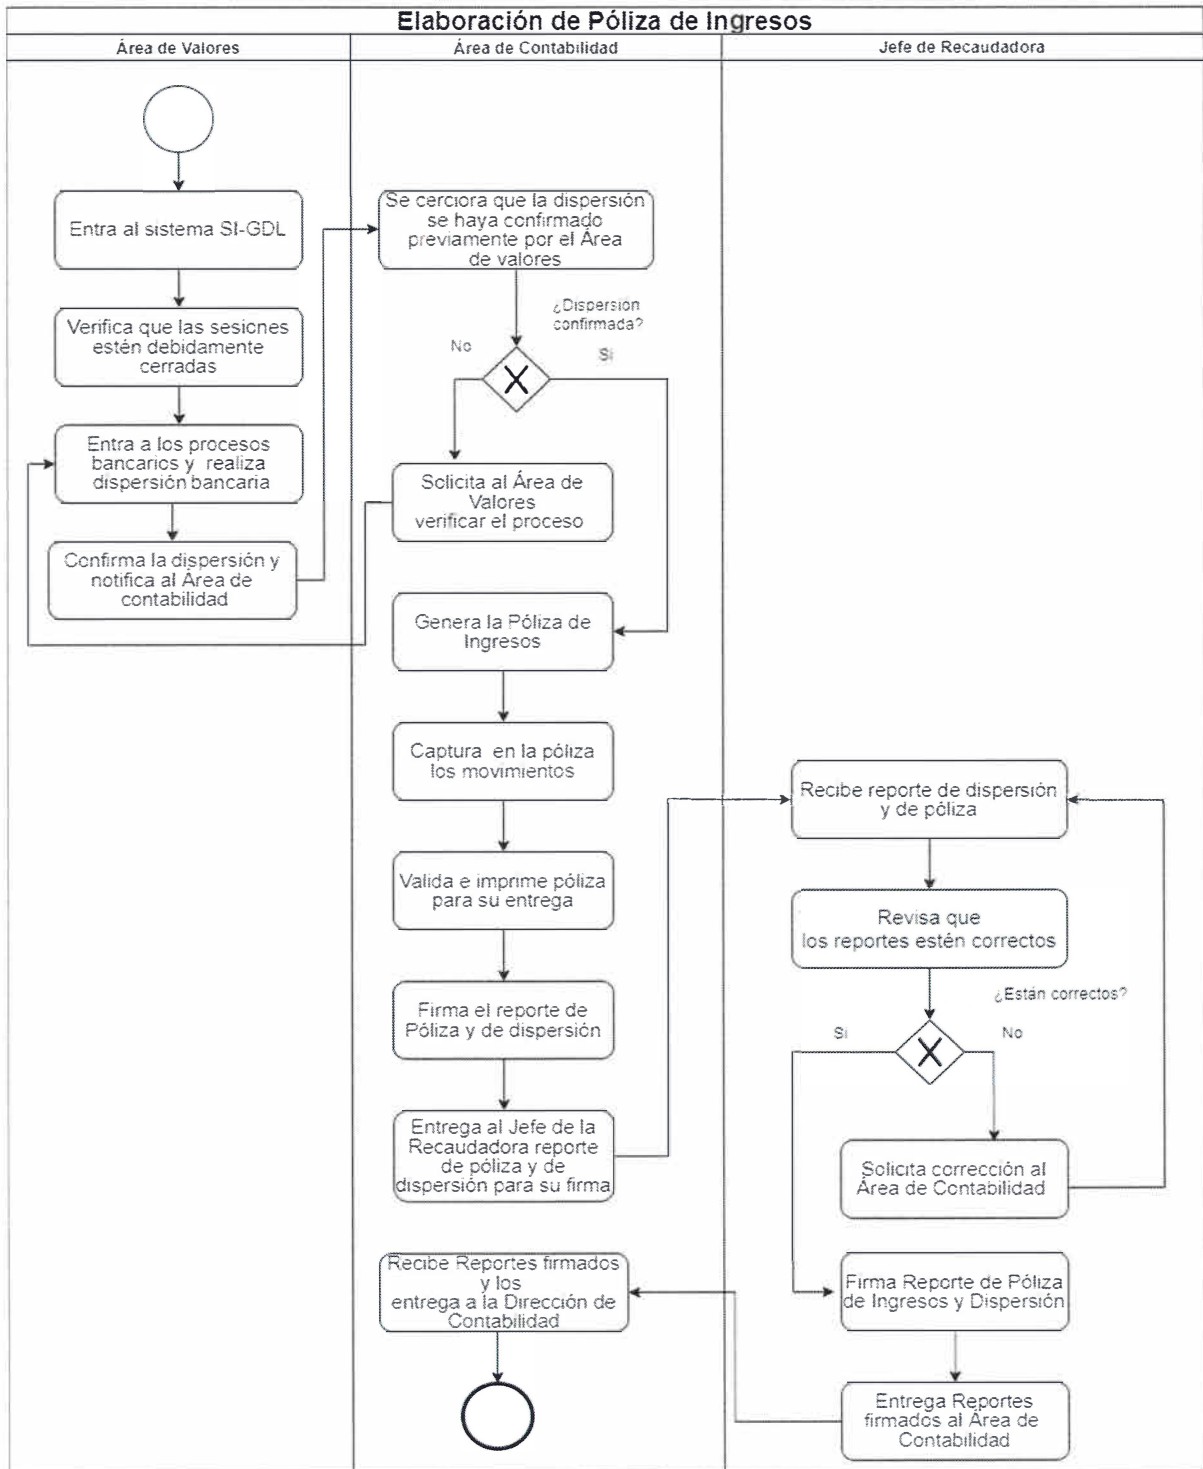 Elaboración de Póliza de Ingresos
Área de Valores
Área de Contabilidad
Jefe de Recaudadora
Entra al sistema SI-GDL
Verifica que las sesiones
estén debidamente
cerradas
Entra a los procesos
bancarios y realiza
dispersión bancaria
Confirma la dispersión y
notifica al Área de
contabilidad
Se cerciora que la dispersión
se haya confirmado
previamente por el Área
de valores
¿Dispersión
confirmada?
No
Si
Solicita al Área de
Valores
verificar el proceso
Genera la Póliza de
Ingresos
Captura en la póliza
los movimientos
Valida e imprime póliza
para su entrega
Firma el reporte de
Póliza y de dispersión
Entrega al Jefe de la
Recaudadora reporte
de póliza y de
dispersión para su firma
Recibe reporte de dispersión
y de póliza
Revisa que
los reportes estén correctos
¿Están correctos?
Si
No
Solicita corrección al
Área de Contabilidad
Firma Reporte de Póliza
de Ingresos y Dispersión
Entrega Reportes
firmados al Área de
Contabilidad
Recibe Reportes firmados
y los
entrega a la Dirección de
Contabilidad